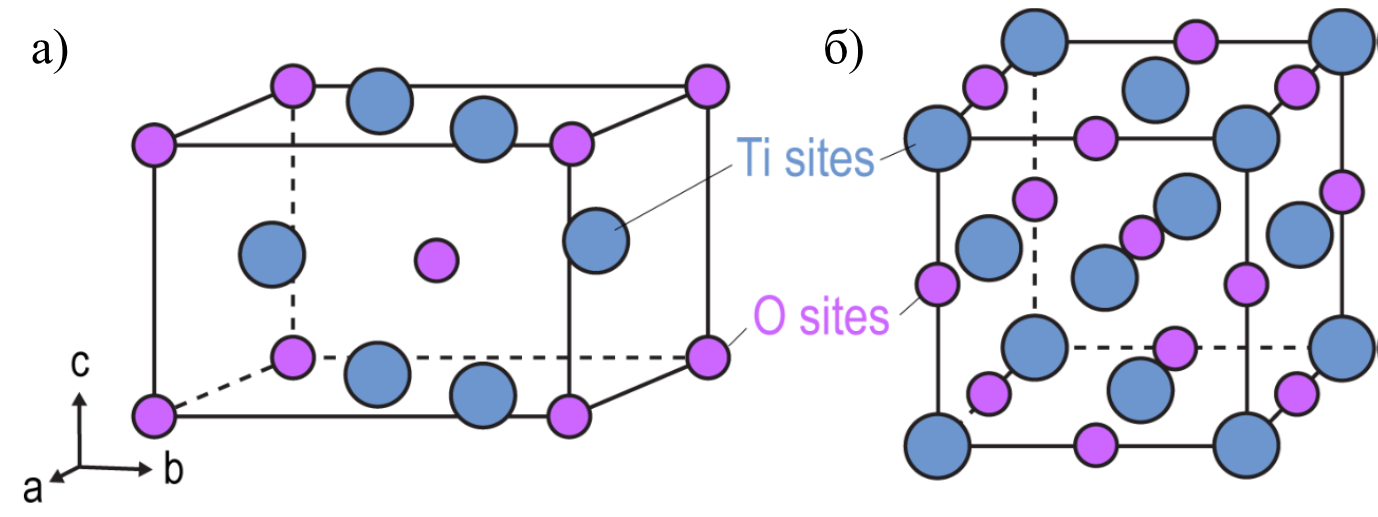 а)
б)
Ti sites
O sites
c
b
a